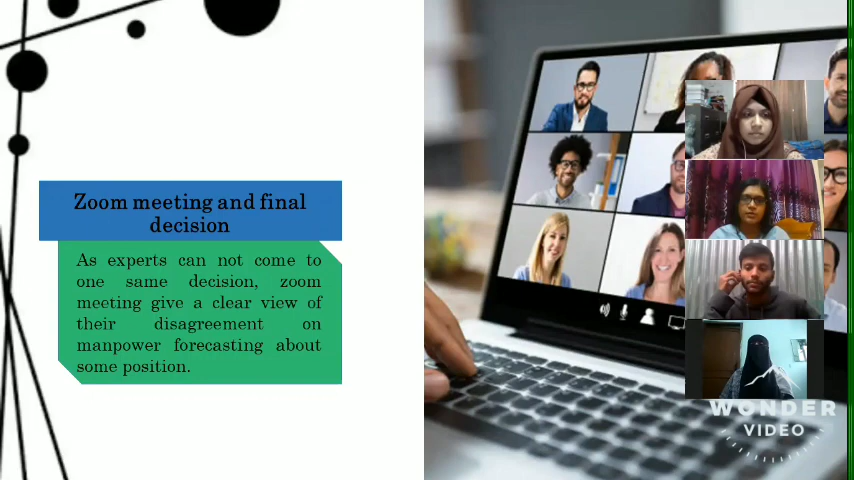 Zoom meeting and final
decision
As experts can not come to
one same decision, zoom
meeting give a clear view of
their disagreement on
manpower forecasting about
some position.
WONDER
VIDEO